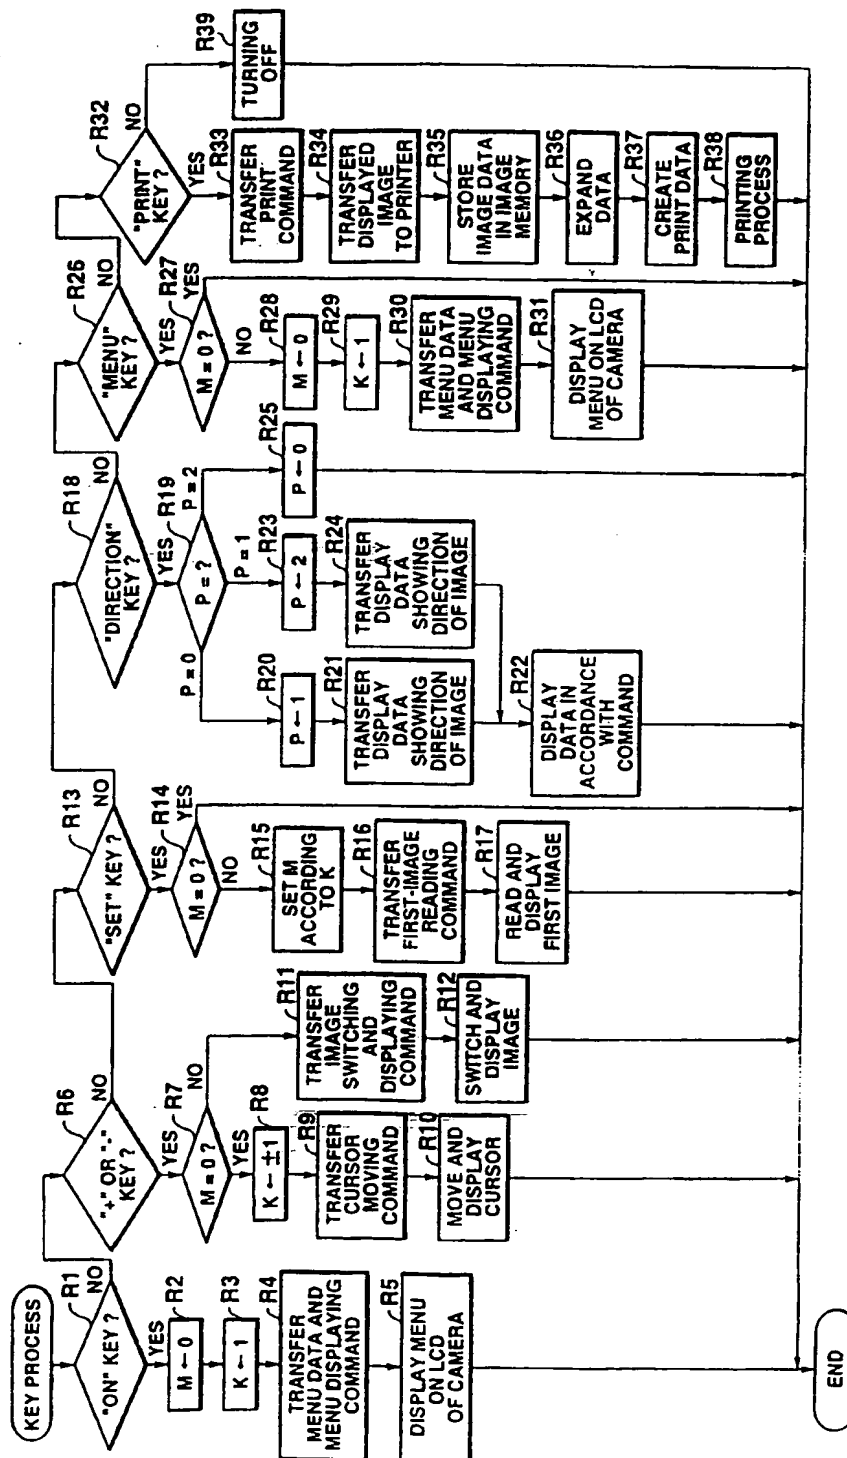 KEY PROCESS
R1
"ON" KEY ?
NO
YES
R2
M ← 0
R3
K ← 1
R4
TRANSFER
MENU DATA AND
MENU DISPLAYING
COMMAND
R5
DISPLAY MENU
ON LCD
OF CAMERA
END
R6
"+" OR "-"
KEY ?
NO
YES
R7
M = 0 ?
NO
YES
R8
K ← ±1
R9
TRANSFER
CURSOR
MOVING
COMMAND
R10
MOVE AND
DISPLAY
CURSOR
R11
TRANSFER
IMAGE
SWITCHING
AND
DISPLAYING
COMMAND
R12
SWITCH AND
DISPLAY
IMAGE
R13
"SET" KEY ?
NO
YES
R14
M = 0 ?
YES
NO
R15
SET M
ACCORDING
TO K
R16
TRANSFER
FIRST-IMAGE
READING
COMMAND
R17
READ AND
DISPLAY
FIRST IMAGE
R18
"DIRECTION"
KEY ?
NO
YES
R19
P = ?
P = 0
P = 1
P = 2
R20
P ← 1
R21
TRANSFER
DISPLAY
DATA
SHOWING
DIRECTION
OF IMAGE
R22
DISPLAY
DATA IN
ACCORDANCE
WITH
COMMAND
R23
P ← 2
R24
TRANSFER
DISPLAY
DATA
SHOWING
DIRECTION
OF IMAGE
R25
P ← 0
R26
"MENU"
KEY ?
NO
YES
R27
M = 0 ?
YES
NO
R28
M ← 0
R29
K ← 1
R30
TRANSFER
MENU DATA
AND MENU
DISPLAYING
COMMAND
R31
DISPLAY
MENU ON LCD
OF CAMERA
R32
"PRINT"
KEY ?
NO
YES
R33
TRANSFER
PRINT
COMMAND
R34
TRANSFER
DISPLAYED
IMAGE
TO PRINTER
R35
STORE
IMAGE DATA
IN IMAGE
MEMORY
R36
EXPAND
DATA
R37
CREATE
PRINT DATA
R38
PRINTING
PROCESS
R39
TURNING
OFF